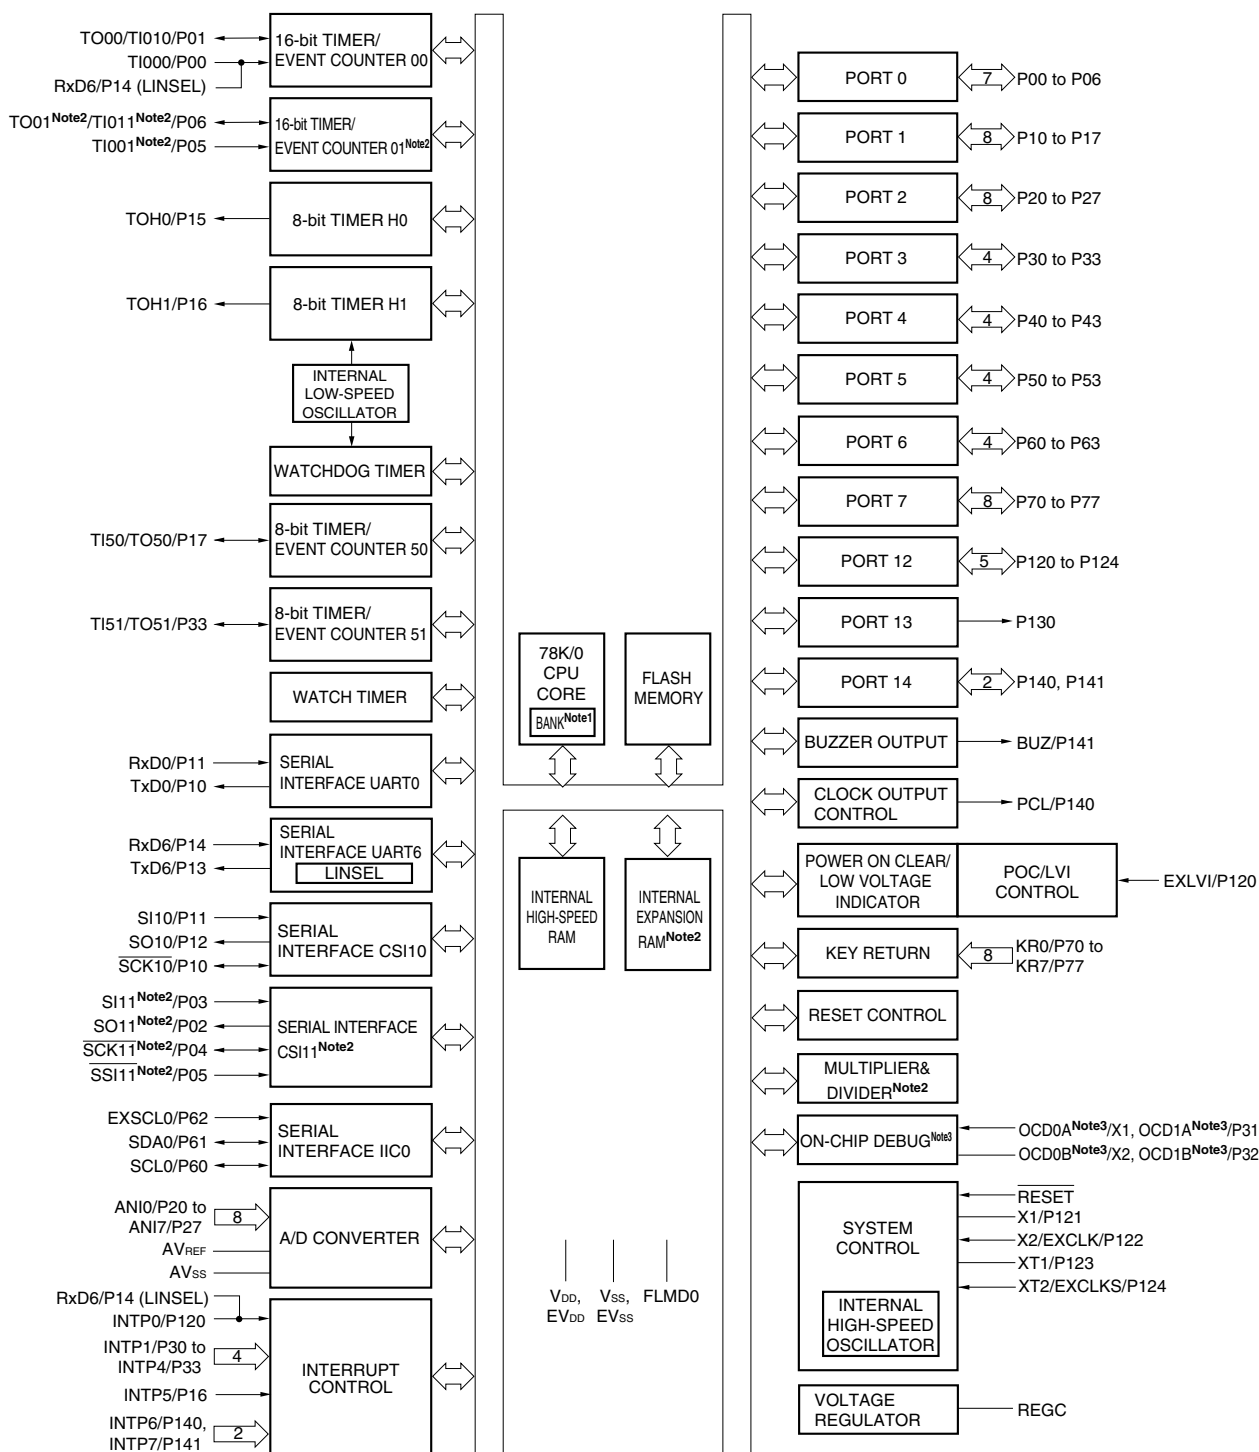 TO00/TI010/P01
TI000/P00
RxD6/P14 (LINSEL)
16-bit TIMER/
EVENT COUNTER 00
TO01Note2/TI011Note2/P06
TI001Note2/P05
16-bit TIMER/
EVENT COUNTER 01Note2
TOH0/P15
8-bit TIMER H0
TOH1/P16
8-bit TIMER H1
INTERNAL
LOW-SPEED
OSCILLATOR
WATCHDOG TIMER
TI50/TO50/P17
8-bit TIMER/
EVENT COUNTER 50
TI51/TO51/P33
8-bit TIMER/
EVENT COUNTER 51
WATCH TIMER
RxD0/P11
TxD0/P10
SERIAL
INTERFACE UART0
RxD6/P14
TxD6/P13
SERIAL
INTERFACE UART6
LINSEL
SI10/P11
SO10/P12
SCK10/P10
SERIAL
INTERFACE CSI10
SI11Note2/P03
SO11Note2/P02
SCK11Note2/P04
SSI11Note2/P05
SERIAL INTERFACE
CSI11Note2
EXSCL0/P62
SDA0/P61
SCL0/P60
SERIAL
INTERFACE IIC0
ANI0/P20 to
ANI7/P27
8
AVREF
AVSS
A/D CONVERTER
RxD6/P14 (LINSEL)
INTP0/P120
INTP1/P30 to
INTP4/P33
4
INTP5/P16
INTP6/P140,
INTP7/P141
2
INTERRUPT
CONTROL
78K/0
CPU
CORE
BANKNote1
FLASH
MEMORY
INTERNAL
HIGH-SPEED
RAM
INTERNAL
EXPANSION
RAMNote2
VDD,
EVDD
VSS,
EVSS
FLMD0
PORT 0
7
P00 to P06
PORT 1
8
P10 to P17
PORT 2
8
P20 to P27
PORT 3
4
P30 to P33
PORT 4
4
P40 to P43
PORT 5
4
P50 to P53
PORT 6
4
P60 to P63
PORT 7
8
P70 to P77
PORT 12
5
P120 to P124
PORT 13
P130
PORT 14
2
P140, P141
BUZZER OUTPUT
BUZ/P141
CLOCK OUTPUT
CONTROL
PCL/P140
POWER ON CLEAR/
LOW VOLTAGE
INDICATOR
POC/LVI
CONTROL
EXLVI/P120
KEY RETURN
8
KR0/P70 to
KR7/P77
RESET CONTROL
MULTIPLIER&
DIVIDERNote2
ON-CHIP DEBUGNote3
OCD0ANote3/X1, OCD1ANote3/P31
OCD0BNote3/X2, OCD1BNote3/P32
SYSTEM
CONTROL
INTERNAL
HIGH-SPEED
OSCILLATOR
RESET
X1/P121
X2/EXCLK/P122
XT1/P123
XT2/EXCLKS/P124
VOLTAGE
REGULATOR
REGC